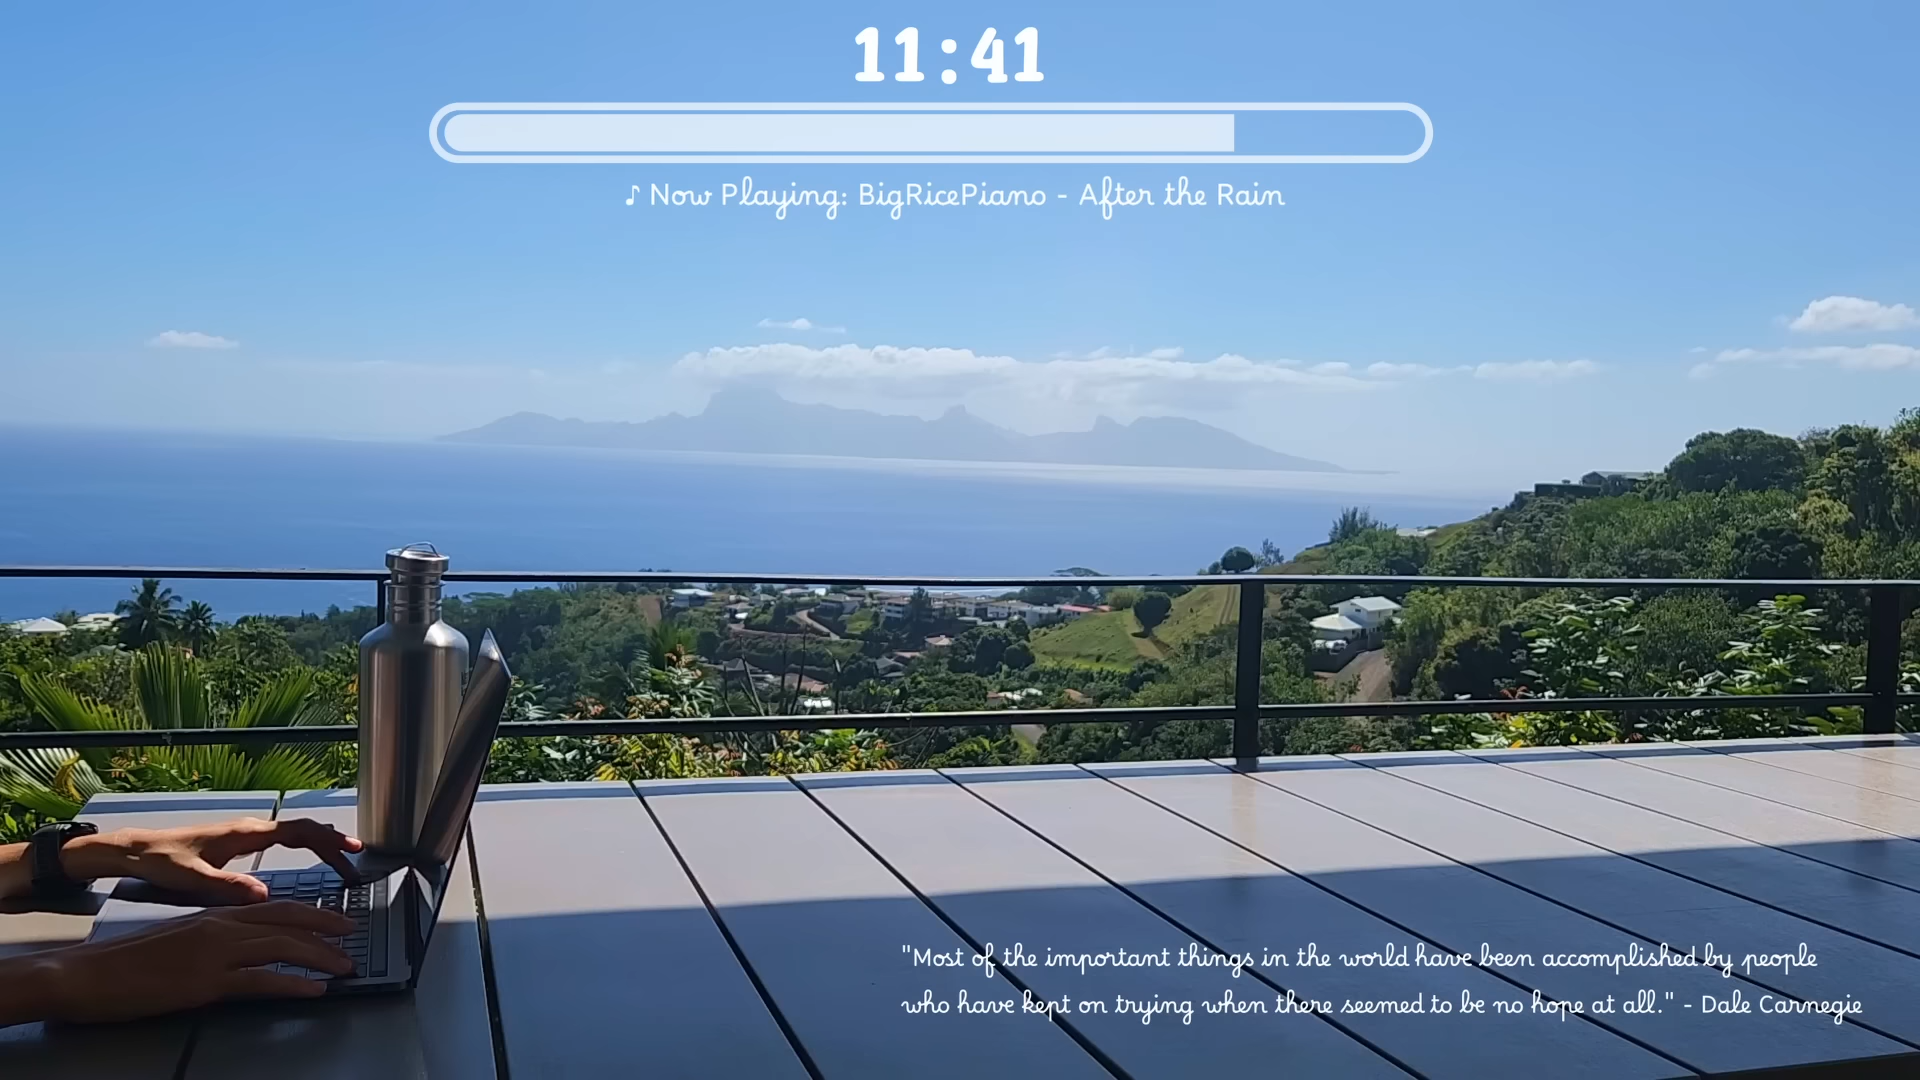 11:41
♪ Now Playing: BigRicePiano - After the Rain
"Most of the important things in the world have been accomplished by people
who have kept on trying when there seemed to be no hope at all." - Dale Carnegie